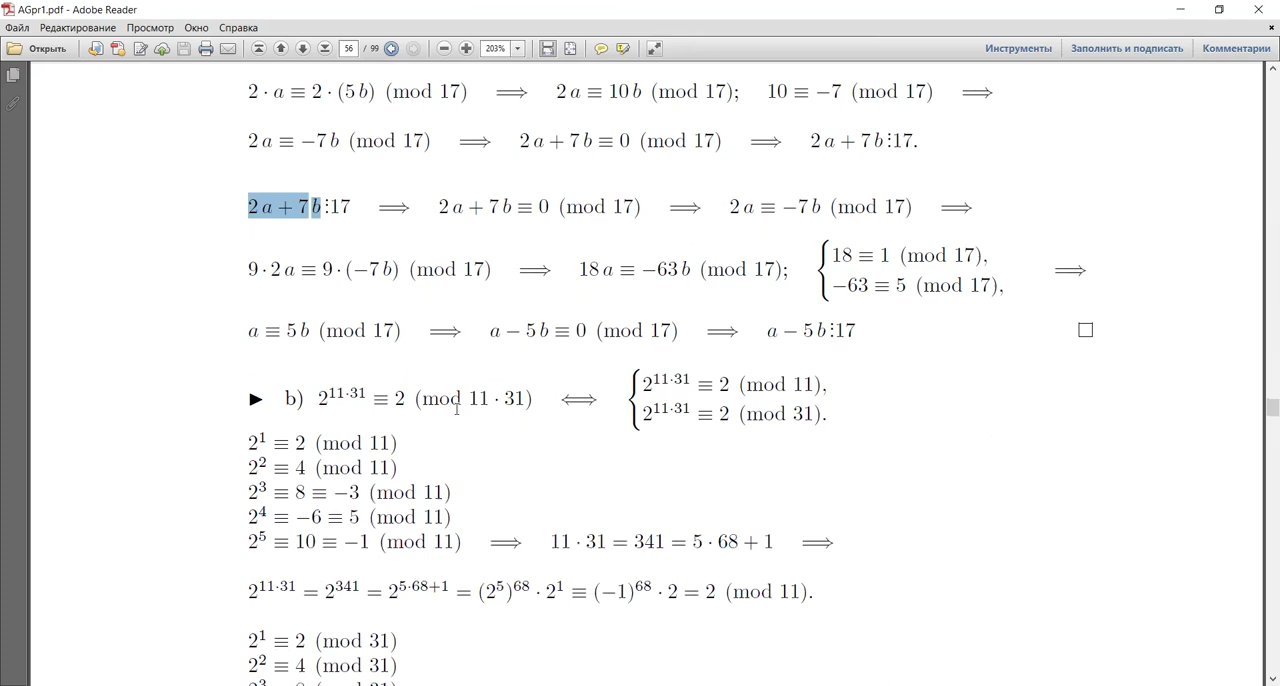 AGpr1.pdf - Adobe Reader
Файл Редактирование Просмотр Окно Справка
Открыть 56 / 99 203% Инструменты Заполнить и подписать Комментарии
2 · a ≡ 2 · (5 b) (mod 17) ⟹ 2 a ≡ 10 b (mod 17); 10 ≡ −7 (mod 17) ⟹
2 a ≡ −7 b (mod 17) ⟹ 2 a + 7 b ≡ 0 (mod 17) ⟹ 2 a + 7 b⋮17.
2 a + 7 b⋮17 ⟹ 2 a + 7 b ≡ 0 (mod 17) ⟹ 2 a ≡ −7 b (mod 17) ⟹
9 · 2 a ≡ 9 · (−7 b) (mod 17) ⟹ 18 a ≡ −63 b (mod 17); { 18 ≡ 1 (mod 17), −63 ≡ 5 (mod 17), ⟹
a ≡ 5 b (mod 17) ⟹ a − 5 b ≡ 0 (mod 17) ⟹ a − 5 b⋮17 □
► b) 2^{11·31} ≡ 2 (mod 11 · 31) ⟺ { 2^{11·31} ≡ 2 (mod 11), 2^{11·31} ≡ 2 (mod 31).
2^1 ≡ 2 (mod 11)
2^2 ≡ 4 (mod 11)
2^3 ≡ 8 ≡ −3 (mod 11)
2^4 ≡ −6 ≡ 5 (mod 11)
2^5 ≡ 10 ≡ −1 (mod 11) ⟹ 11 · 31 = 341 = 5 · 68 + 1 ⟹
2^{11·31} = 2^{341} = 2^{5·68+1} = (2^5)^{68} · 2^1 ≡ (−1)^{68} · 2 = 2 (mod 11).
2^1 ≡ 2 (mod 31)
2^2 ≡ 4 (mod 31)